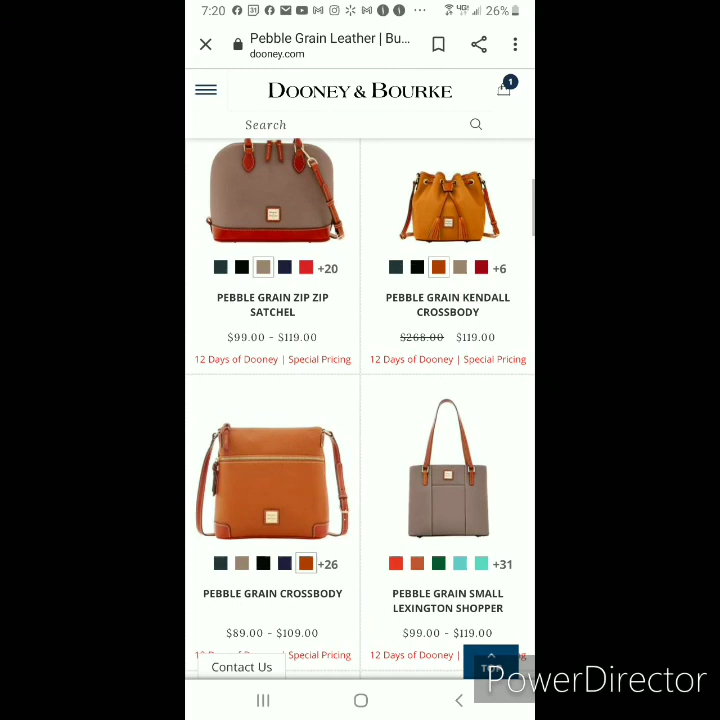 7:20 31 4G 26%
Pebble Grain Leather | Bu...
dooney.com
DOONEY & BOURKE
1
Search
+20
+6
PEBBLE GRAIN ZIP ZIP
SATCHEL
PEBBLE GRAIN KENDALL
CROSSBODY
$99.00 - $119.00
$268.00 $119.00
12 Days of Dooney | Special Pricing
12 Days of Dooney | Special Pricing
+26
+31
PEBBLE GRAIN CROSSBODY
PEBBLE GRAIN SMALL
LEXINGTON SHOPPER
$89.00 - $109.00
$99.00 - $119.00
Special Pricing
12 Days of Dooney |
Contact Us
TOP
PowerDirector